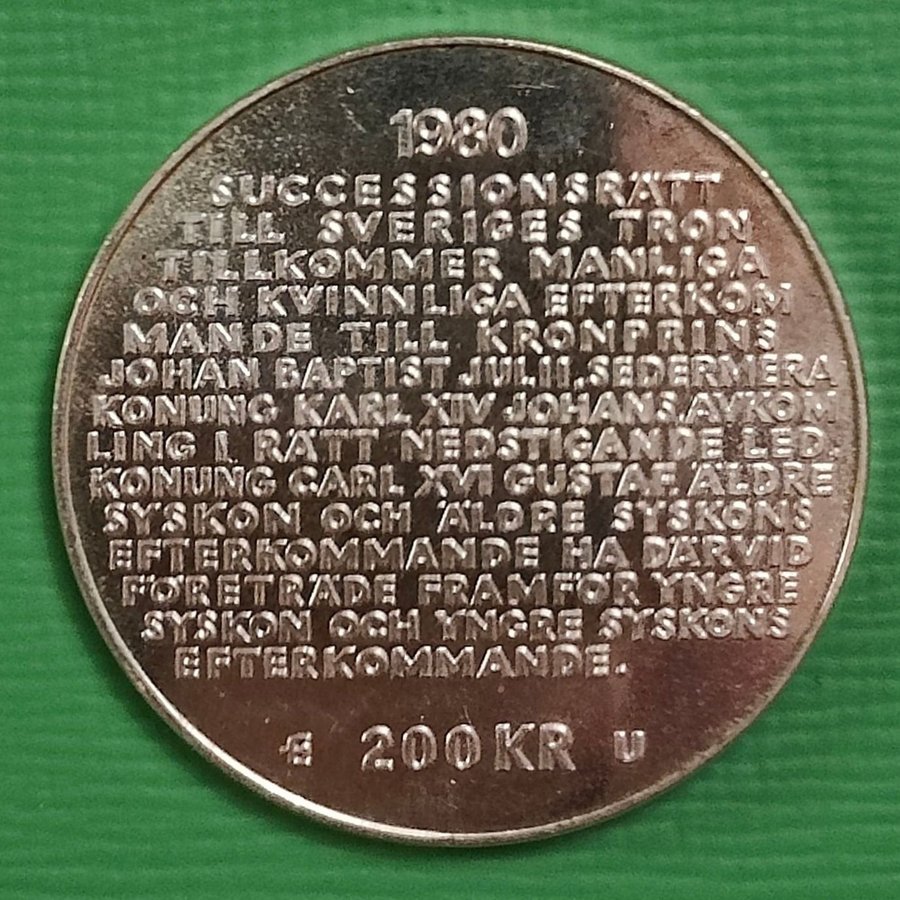 1980
SUCCESSIONSRÄTT
TILL SVERIGES TRON
TILLKOMMER MANLIGA
OCH KVINNLIGA EFTERKOM
MANDE TILL KRONPRINS
JOHAN BAPTIST JULII, SEDERMERA
KONUNG KARL XIV JOHANS, AVKOM
LING I RÄTT NEDSTIGANDE LED.
KONUNG CARL XVI GUSTAF. ÄLDRE
SYSKON OCH ÄLDRE SYSKONS
EFTERKOMMANDE HA DÄRVID
FÖRETRÄDE FRAMFÖR YNGRE
SYSKON OCH YNGRE SYSKONS
EFTERKOMMANDE.
200 KR U